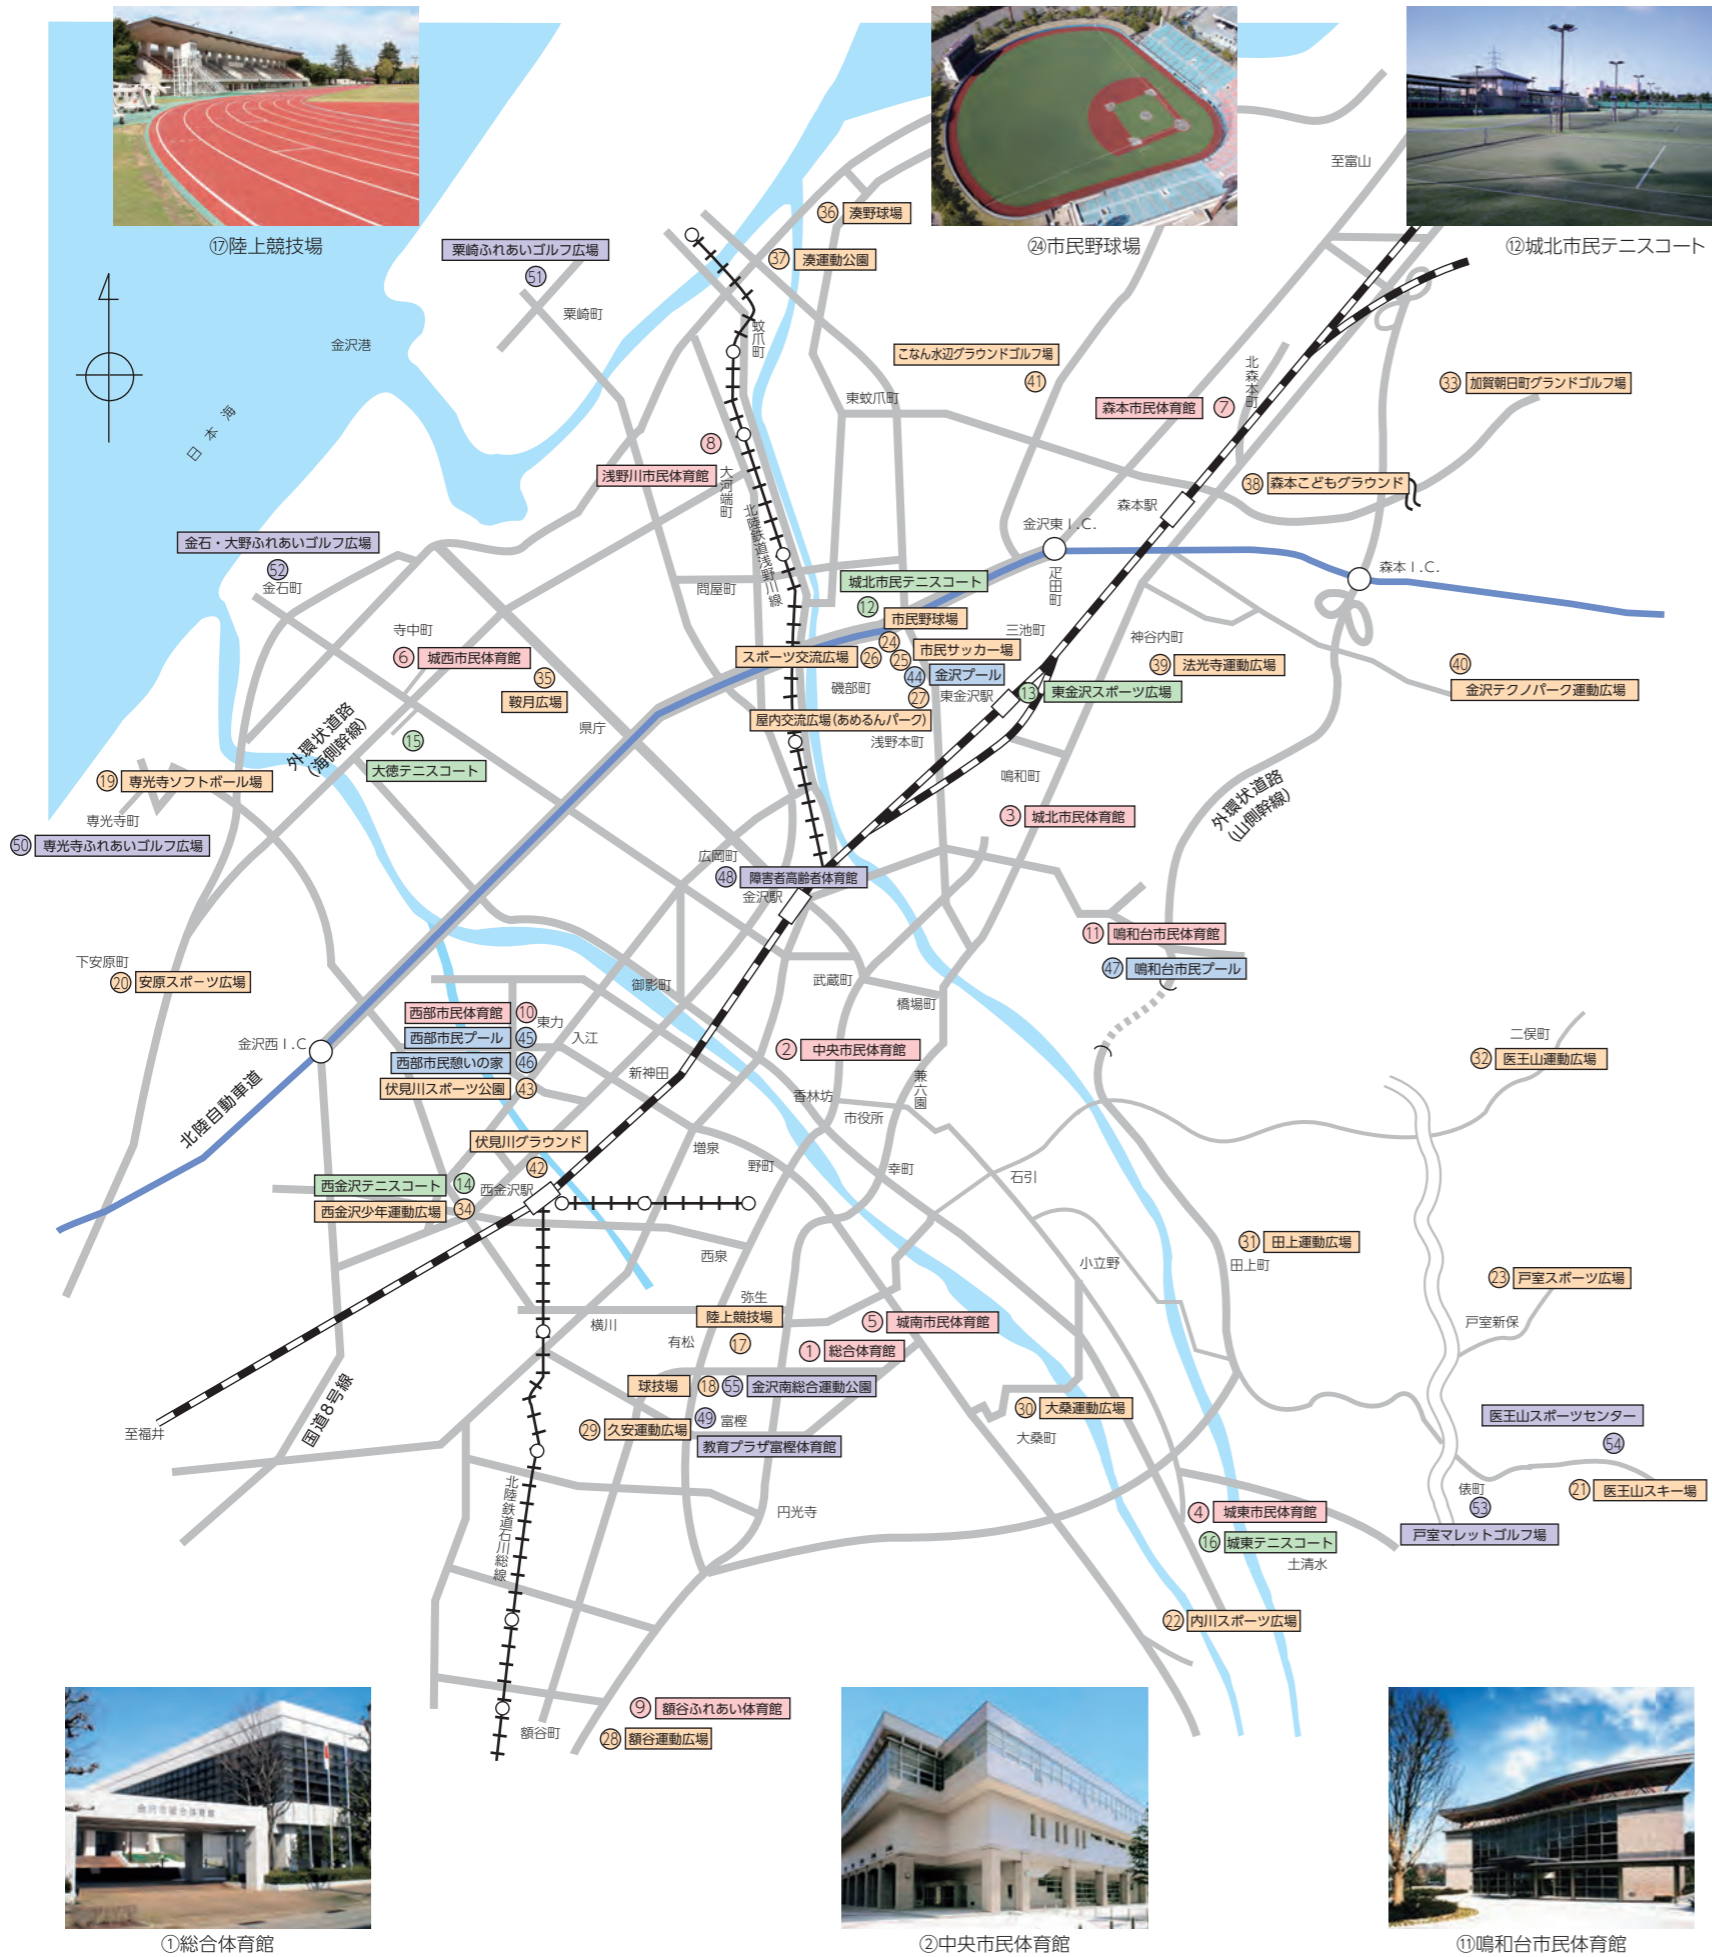 ⑰陸上競技場
㉔市民野球場
⑫城北市民テニスコート
至富山
㊱ 湊野球場
粟崎ふれあいゴルフ広場
51
㊲ 湊運動公園
粟崎町
蚊爪町
金沢港
こなん水辺グラウンドゴルフ場
㊶
北森本町
㉝ 加賀朝日町グランドゴルフ場
東蚊爪町
森本市民体育館 ⑦
日本海
⑧
浅野川市民体育館
大河端町
㊳ 森本こどもグラウンド
森本駅
北陸鉄道浅野川線
金沢東I.C.
金石・大野ふれあいゴルフ広場
52
金石町
問屋町
城北市民テニスコート
⑫
疋田町
森本I.C.
市民野球場
㉔
寺中町
三池町
神谷内町
⑥ 城西市民体育館
スポーツ交流広場 ㉖
㉕ 市民サッカー場
㊴ 法光寺運動広場
㊵
金沢テクノパーク運動広場
㉟
鞍月広場
磯部町
㊹ 金沢プール
㉗
東金沢駅
⑬ 東金沢スポーツ広場
屋内交流広場(あめるんパーク)
県庁
外環状道路
(海側幹線)
⑮
大徳テニスコート
浅野本町
鳴和町
⑲ 専光寺ソフトボール場
専光寺町
50 専光寺ふれあいゴルフ広場
③ 城北市民体育館
外環状道路
(山側幹線)
広岡町
㊽ 障害者高齢者体育館
金沢駅
⑪ 鳴和台市民体育館
㊼ 鳴和台市民プール
下安原町
⑳ 安原スポーツ広場
御影町
武蔵町
橋場町
西部市民体育館 ⑩
東力
西部市民プール ㊺
入江
西部市民憩いの家 ㊻
伏見川スポーツ公園 ㊸
金沢西I.C
新神田
② 中央市民体育館
二俣町
㉜ 医王山運動広場
兼六園
香林坊
市役所
北陸自動車道
伏見川グラウンド
㊷
増泉
野町
幸町
石引
西金沢テニスコート ⑭
西金沢駅
西金沢少年運動広場 ㉞
㉛ 田上運動広場
田上町
小立野
西泉
㉓ 戸室スポーツ広場
戸室新保
弥生
陸上競技場
⑰
横川
有松
⑤ 城南市民体育館
① 総合体育館
球技場 ⑱ 55 金沢南総合運動公園
国道8号線
至福井
㊾ 富樫
教育プラザ富樫体育館
㉙ 久安運動広場
㉚ 大桑運動広場
大桑町
医王山スポーツセンター
54
俵町
53
戸室マレットゴルフ場
㉑ 医王山スキー場
北陸鉄道石川総線
円光寺
④ 城東市民体育館
⑯ 城東テニスコート
土清水
㉒ 内川スポーツ広場
⑨ 額谷ふれあい体育館
額谷町
㉘ 額谷運動広場
金沢市総合体育館
①総合体育館
②中央市民体育館
⑪鳴和台市民体育館